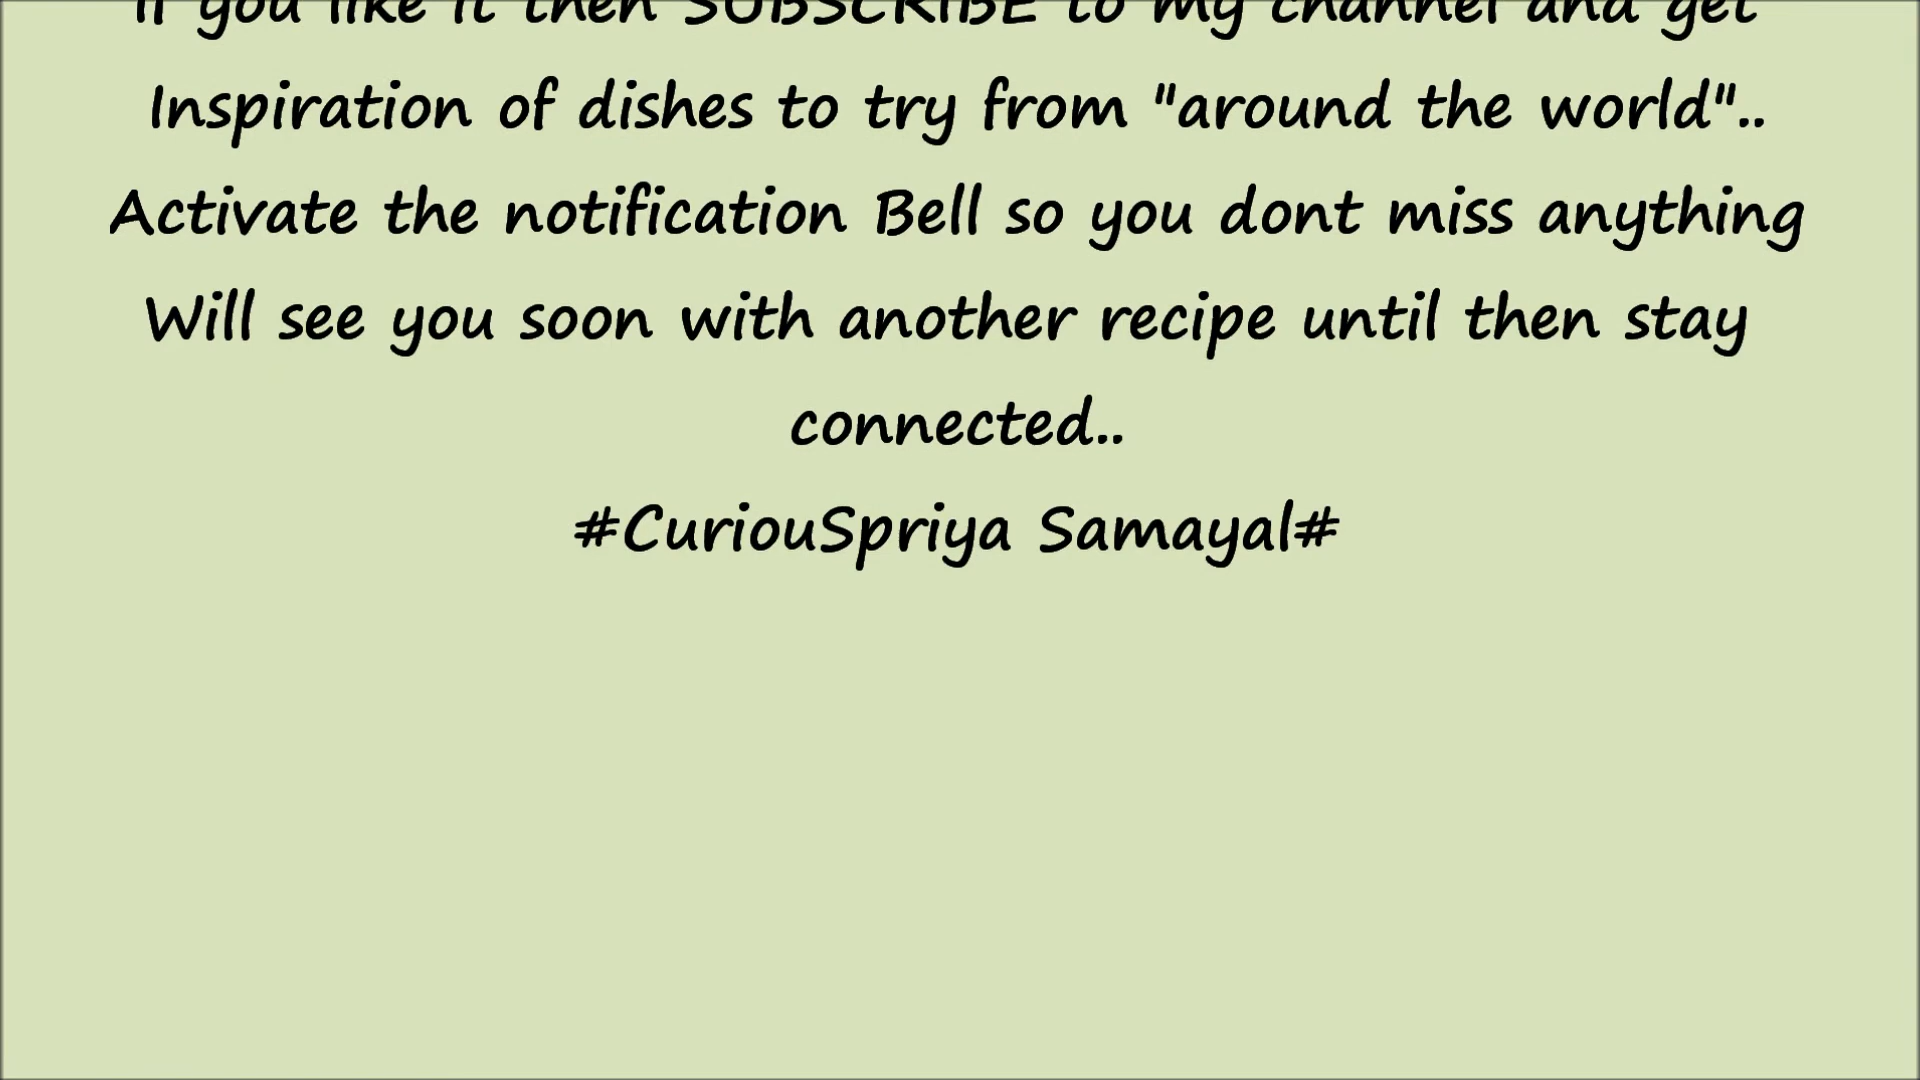 If you like it then SUBSCRIBE to my channel and get
Inspiration of dishes to try from "around the world"..
Activate the notification Bell so you dont miss anything
Will see you soon with another recipe until then stay
connected..
#CuriouSpriya Samayal#